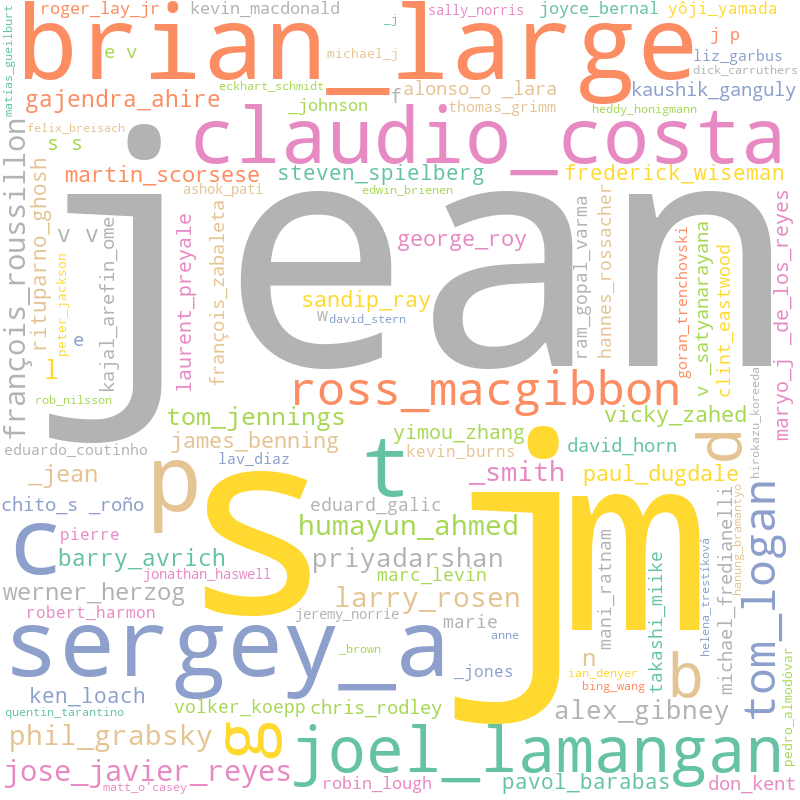 roger_lay_jr
kevin_macdonald
_j
sally_norris
joyce_bernal
yôji_yamada
matías_gueilburt
brian_large
e v
michael_j
j p
liz_garbus
dick_carruthers
gajendra_ahire
eckhart_schmidt
f
alonso_o _lara
kaushik_ganguly
_johnson
thomas_grimm
heddy_honigmann
felix_breisach
s s
claudio_costa
françois_roussillon
rituparno_ghosh
martin_scorsese
steven_spielberg
frederick_wiseman
ashok_pati
edwin_brienen
jean
v v
kajal_arefin_ome
laurent_preyale
françois_zabaleta
george_roy
ram_gopal_varma
hannes_rossacher
goran_trenchovski
v _satyanarayana
clint_eastwood
maryo_j _de_los_reyes
peter_jackson
sandip_ray
w
david_stern
e
l
rob_nilsson
ross_macgibbon
tom_jennings
vicky_zahed
eduardo_coutinho
james_benning
yimou_zhang
kevin_burns
david_horn
d
hirokazu_koreeda
lav_diaz
_jean
p
t
_smith
paul_dugdale
s
jm
chito_s _roño
eduard_galic
c
pierre
humayun_ahmed
tom_logan
hanung_bramantyo
michael_fredianelli
barry_avrich
priyadarshan
jonathan_haswell
marc_levin
werner_herzog
larry_rosen
mani_ratnam
takashi_miike
helena_trestíková
robert_harmon
jeremy_norrie
marie
anne
sergey_a
_brown
_jones
n
b
ian_denyer
bing_wang
pedro_almodóvar
ken_loach
quentin_tarantino
volker_koepp
chris_rodley
alex_gibney
phil_grabsky
g
joel_lamangan
jose_javier_reyes
matt_o'casey
robin_lough
pavol_barabas
don_kent